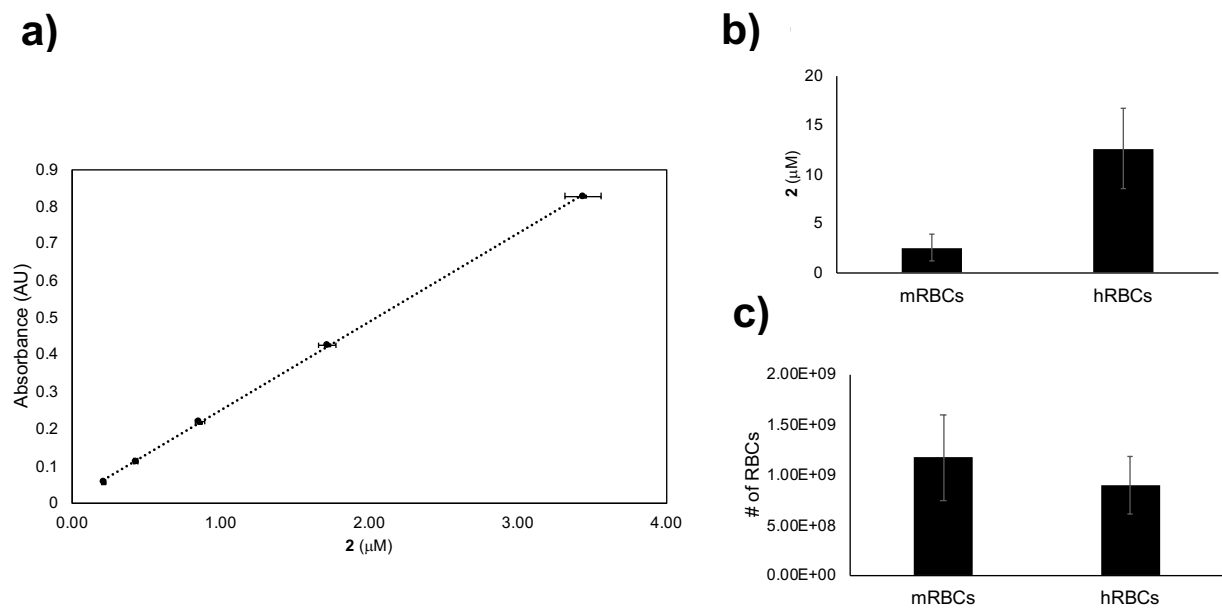 a)
0.9
0.8
0.7
0.6
0.5
0.4
0.3
0.2
0.1
0
Absorbance (AU)
0.00 1.00 2.00 3.00 4.00
2 (μM)
b)
20
15
10
5
0
2 (μM)
mRBCs hRBCs
c)
2.00E+09
1.50E+09
1.00E+09
5.00E+08
0.00E+00
# of RBCs
mRBCs hRBCs